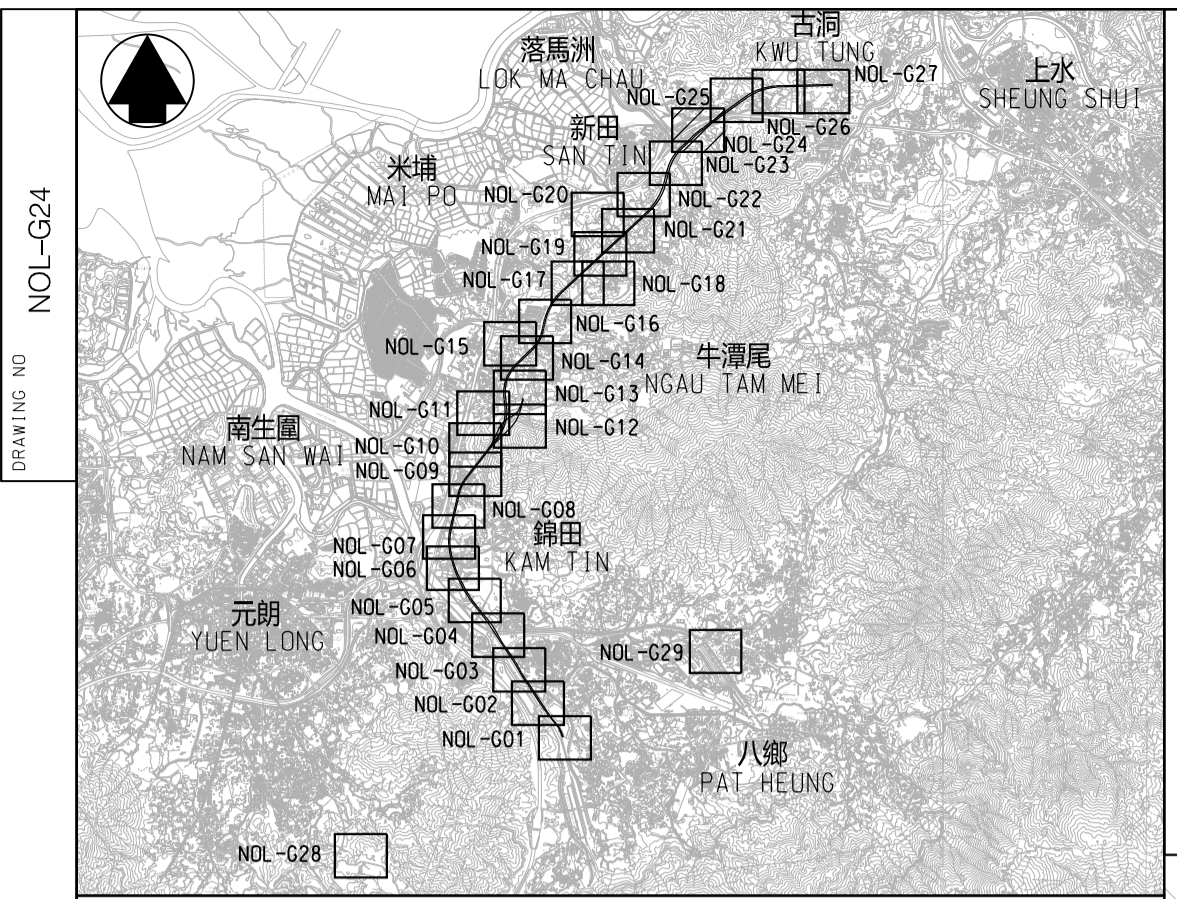 NOL-G24
DRAWING NO
古洞
KWU TUNG
落馬洲
LOK MA CHAU
上水
SHEUNG SHUI
NOL-G27
NOL-G25
NOL-G26
新田
SAN TIN
NOL-G24
NOL-G23
米埔
MAI PO
NOL-G20
NOL-G22
NOL-G21
NOL-G19
NOL-G17
NOL-G18
NOL-G16
NOL-G15
NOL-G14
牛潭尾
NGAU TAM MEI
NOL-G13
NOL-G11
NOL-G12
南生圍
NAM SAN WAI
NOL-G10
NOL-G09
NOL-G08
錦田
KAM TIN
NOL-G07
NOL-G06
NOL-G05
元朗
YUEN LONG
NOL-G04
NOL-G29
NOL-G03
NOL-G02
NOL-G01
八鄉
PAT HEUNG
NOL-G28